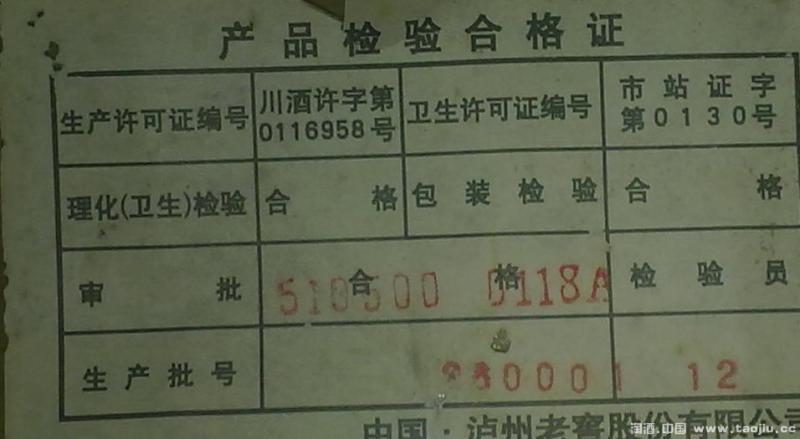 产品检验合格证
生产许可证编号
川酒许字第
0116958号
卫生许可证编号
市站证字
第0130号
理化(卫生)检验
合格
包装检验
合格
审批
合格
510500 0118A
检验员
生产批号
280001 12
中国·泸州老窖股份有限公司
淘酒.中国 www.taojiu.cc